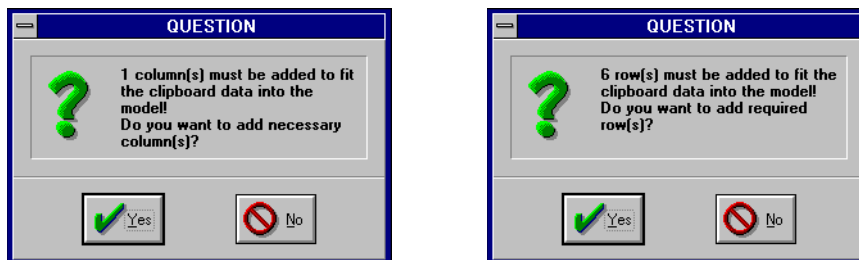 QUESTION
1 column(s) must be added to fit
the clipboard data into the
model!
Do you want to add necessary
column(s)?
Yes
No
QUESTION
6 row(s) must be added to fit the
clipboard data into the model!
Do you want to add required
row(s)?
Yes
No